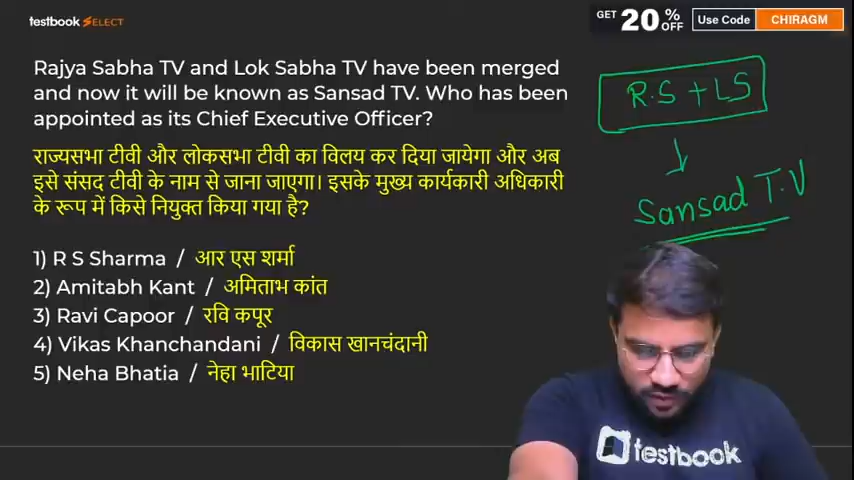 testbook SELECT
GET 20% OFF
Use Code CHIRAGM
Rajya Sabha TV and Lok Sabha TV have been merged
and now it will be known as Sansad TV. Who has been
appointed as its Chief Executive Officer?
राज्यसभा टीवी और लोकसभा टीवी का विलय कर दिया जायेगा और अब
इसे संसद टीवी के नाम से जाना जाएगा। इसके मुख्य कार्यकारी अधिकारी
के रूप में किसे नियुक्त किया गया है?
1) R S Sharma / आर एस शर्मा
2) Amitabh Kant / अमिताभ कांत
3) Ravi Capoor / रवि कपूर
4) Vikas Khanchandani / विकास खानचंदानी
5) Neha Bhatia / नेहा भाटिया
R.S + LS
Sansad T.V
testbook